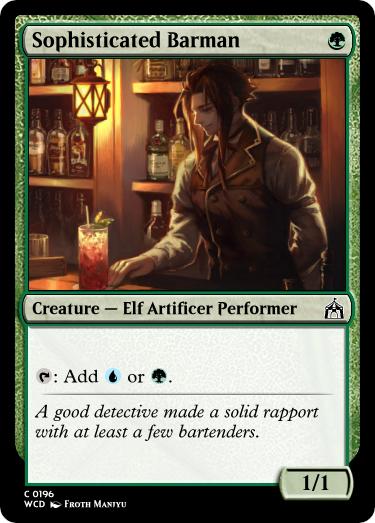 Sophisticated Barman
Creature — Elf Artificer Performer
: Add or .
A good detective made a solid rapport
with at least a few bartenders.
1/1
C 0196
WCD Froth Maniyu